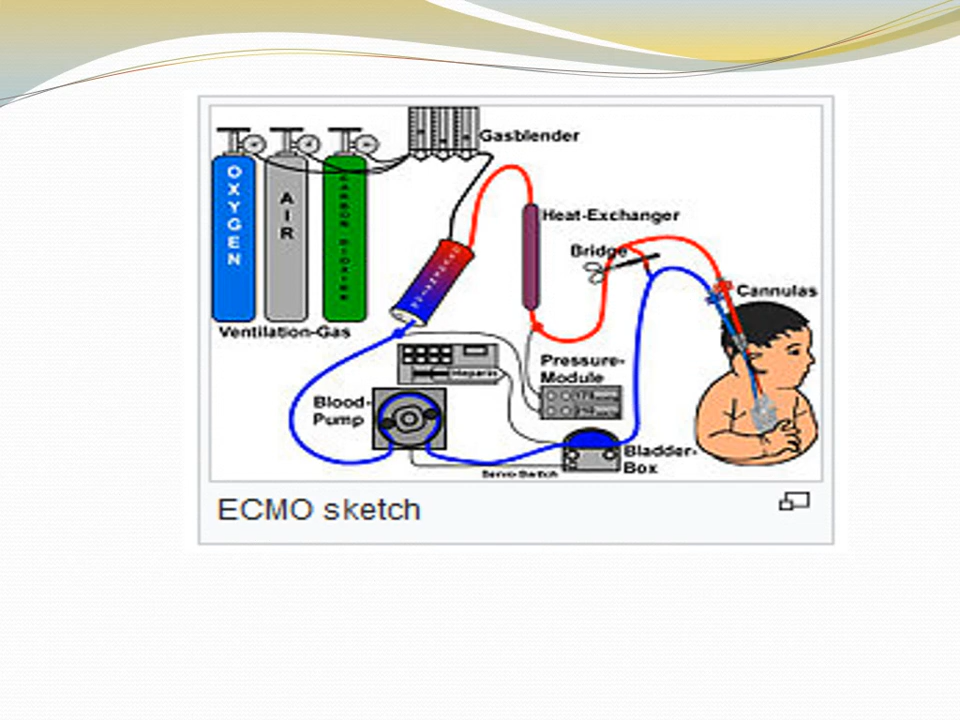 Gasblender
OXYGEN
AIR
CARBON DIOXIDE
Heat-Exchanger
Bridge
Cannulas
Ventilation-Gas
Pressure-
Module
Heparin
Blood-
Pump
Bladder-
Box
Servo Switch
ECMO sketch